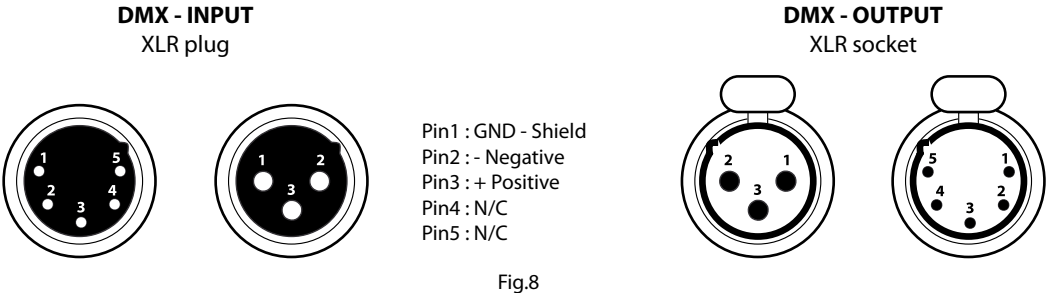 DMX - INPUT
XLR plug
DMX - OUTPUT
XLR socket
1 5
2 4
3
1 2
3
Pin1 : GND - Shield
Pin2 : - Negative
Pin3 : + Positive
Pin4 : N/C
Pin5 : N/C
2 1
3
5 1
4 2
3
Fig.8